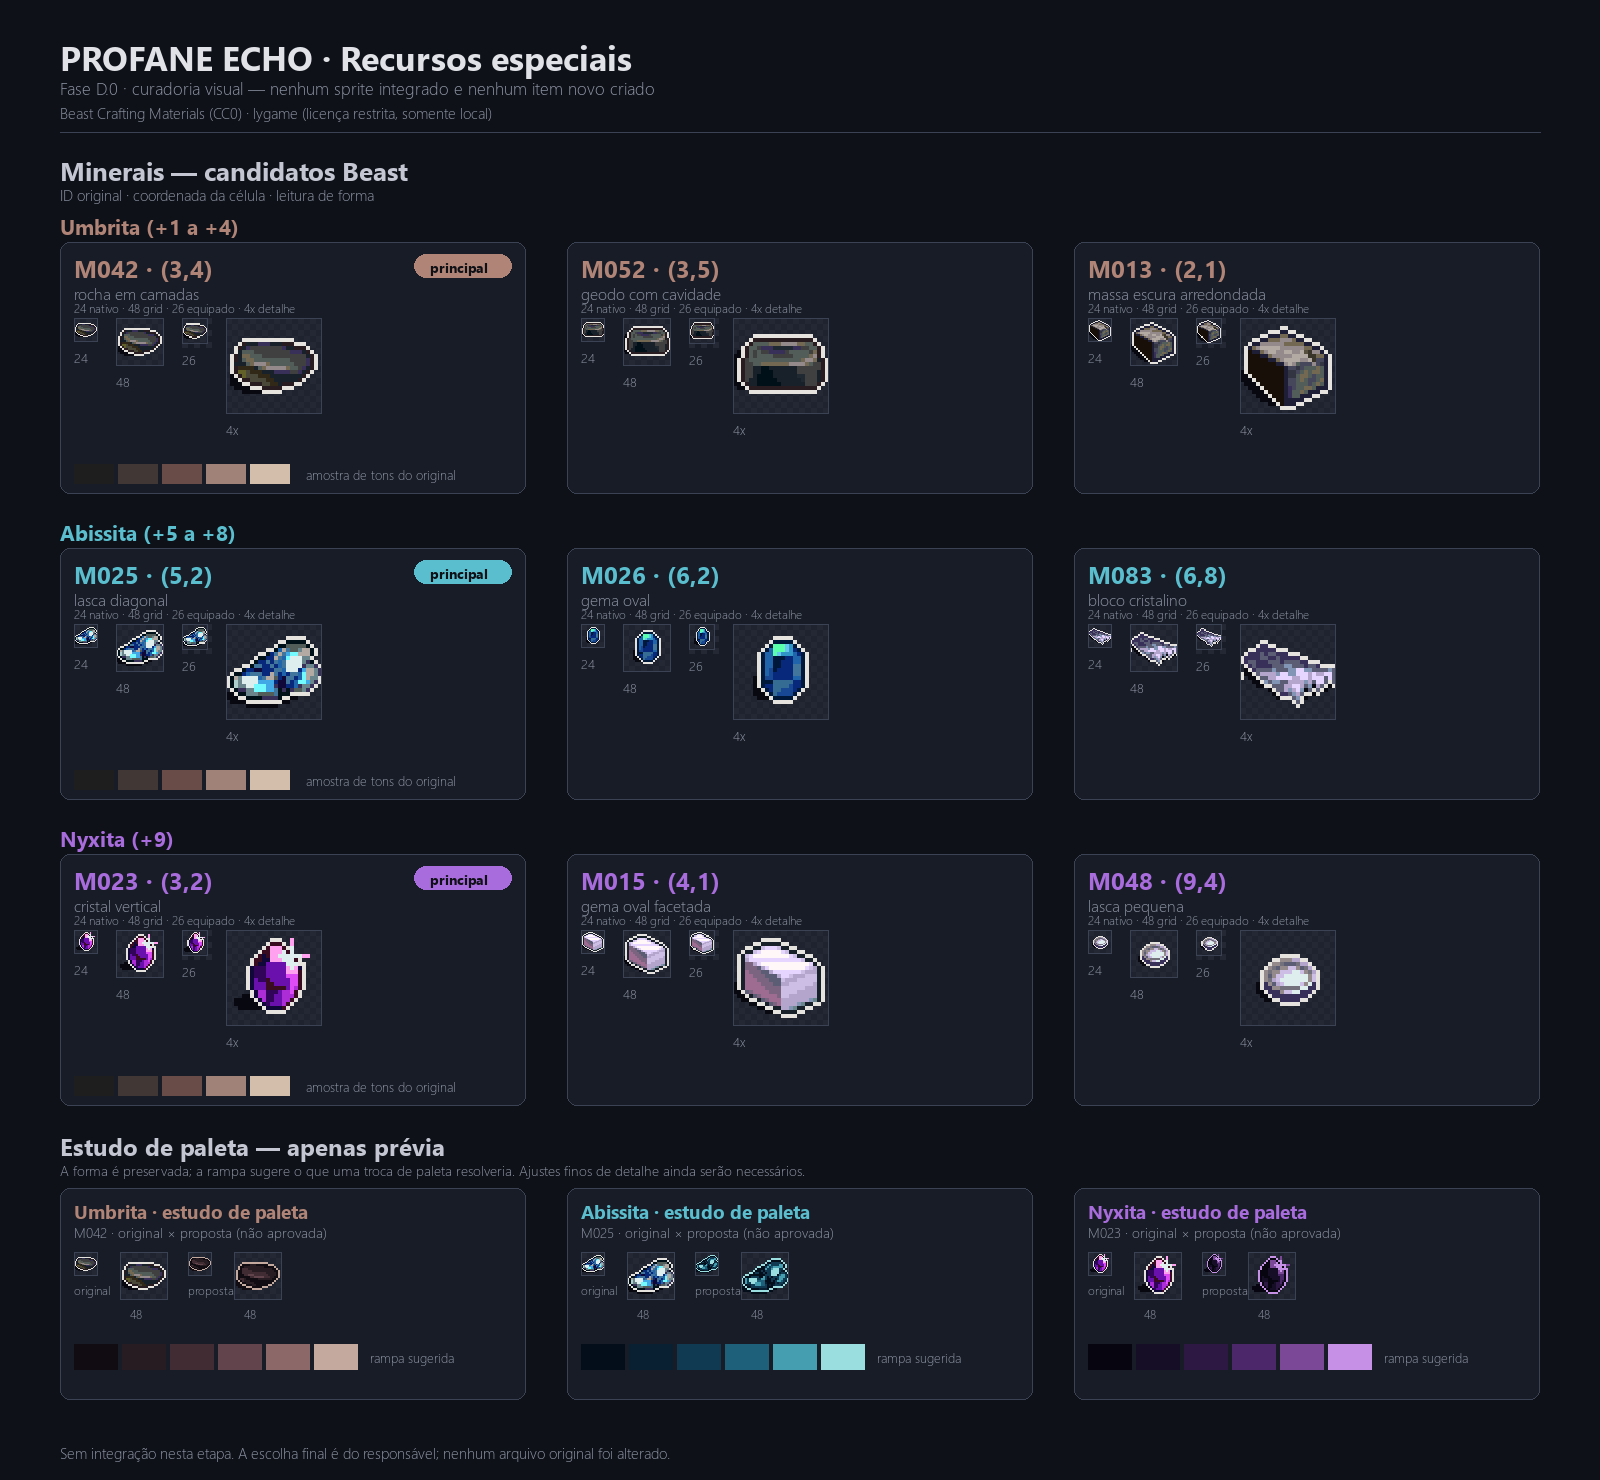 PROFANE ECHO · Recursos especiais
Fase D.0 · curadoria visual — nenhum sprite integrado e nenhum item novo criado
Beast Crafting Materials (CC0) · lygame (licença restrita, somente local)
Minerais — candidatos Beast
ID original · coordenada da célula · leitura de forma
Umbrita (+1 a +4)
M042 · (3,4)
principal
rocha em camadas
24 nativo · 48 grid · 26 equipado · 4x detalhe
24
48
26
4x
amostra de tons do original
M052 · (3,5)
geodo com cavidade
24 nativo · 48 grid · 26 equipado · 4x detalhe
24
48
26
4x
M013 · (2,1)
massa escura arredondada
24 nativo · 48 grid · 26 equipado · 4x detalhe
24
48
26
4x
Abissita (+5 a +8)
M025 · (5,2)
principal
lasca diagonal
24 nativo · 48 grid · 26 equipado · 4x detalhe
24
48
26
4x
amostra de tons do original
M026 · (6,2)
gema oval
24 nativo · 48 grid · 26 equipado · 4x detalhe
24
48
26
4x
M083 · (6,8)
bloco cristalino
24 nativo · 48 grid · 26 equipado · 4x detalhe
24
48
26
4x
Nyxita (+9)
M023 · (3,2)
principal
cristal vertical
24 nativo · 48 grid · 26 equipado · 4x detalhe
24
48
26
4x
amostra de tons do original
M015 · (4,1)
gema oval facetada
24 nativo · 48 grid · 26 equipado · 4x detalhe
24
48
26
4x
M048 · (9,4)
lasca pequena
24 nativo · 48 grid · 26 equipado · 4x detalhe
24
48
26
4x
Estudo de paleta — apenas prévia
A forma é preservada; a rampa sugere o que uma troca de paleta resolveria. Ajustes finos de detalhe ainda serão necessários.
Umbrita · estudo de paleta
M042 · original × proposta (não aprovada)
original
proposta
48
48
rampa sugerida
Abissita · estudo de paleta
M025 · original × proposta (não aprovada)
original
proposta
48
48
rampa sugerida
Nyxita · estudo de paleta
M023 · original × proposta (não aprovada)
original
proposta
48
48
rampa sugerida
Sem integração nesta etapa. A escolha final é do responsável; nenhum arquivo original foi alterado.